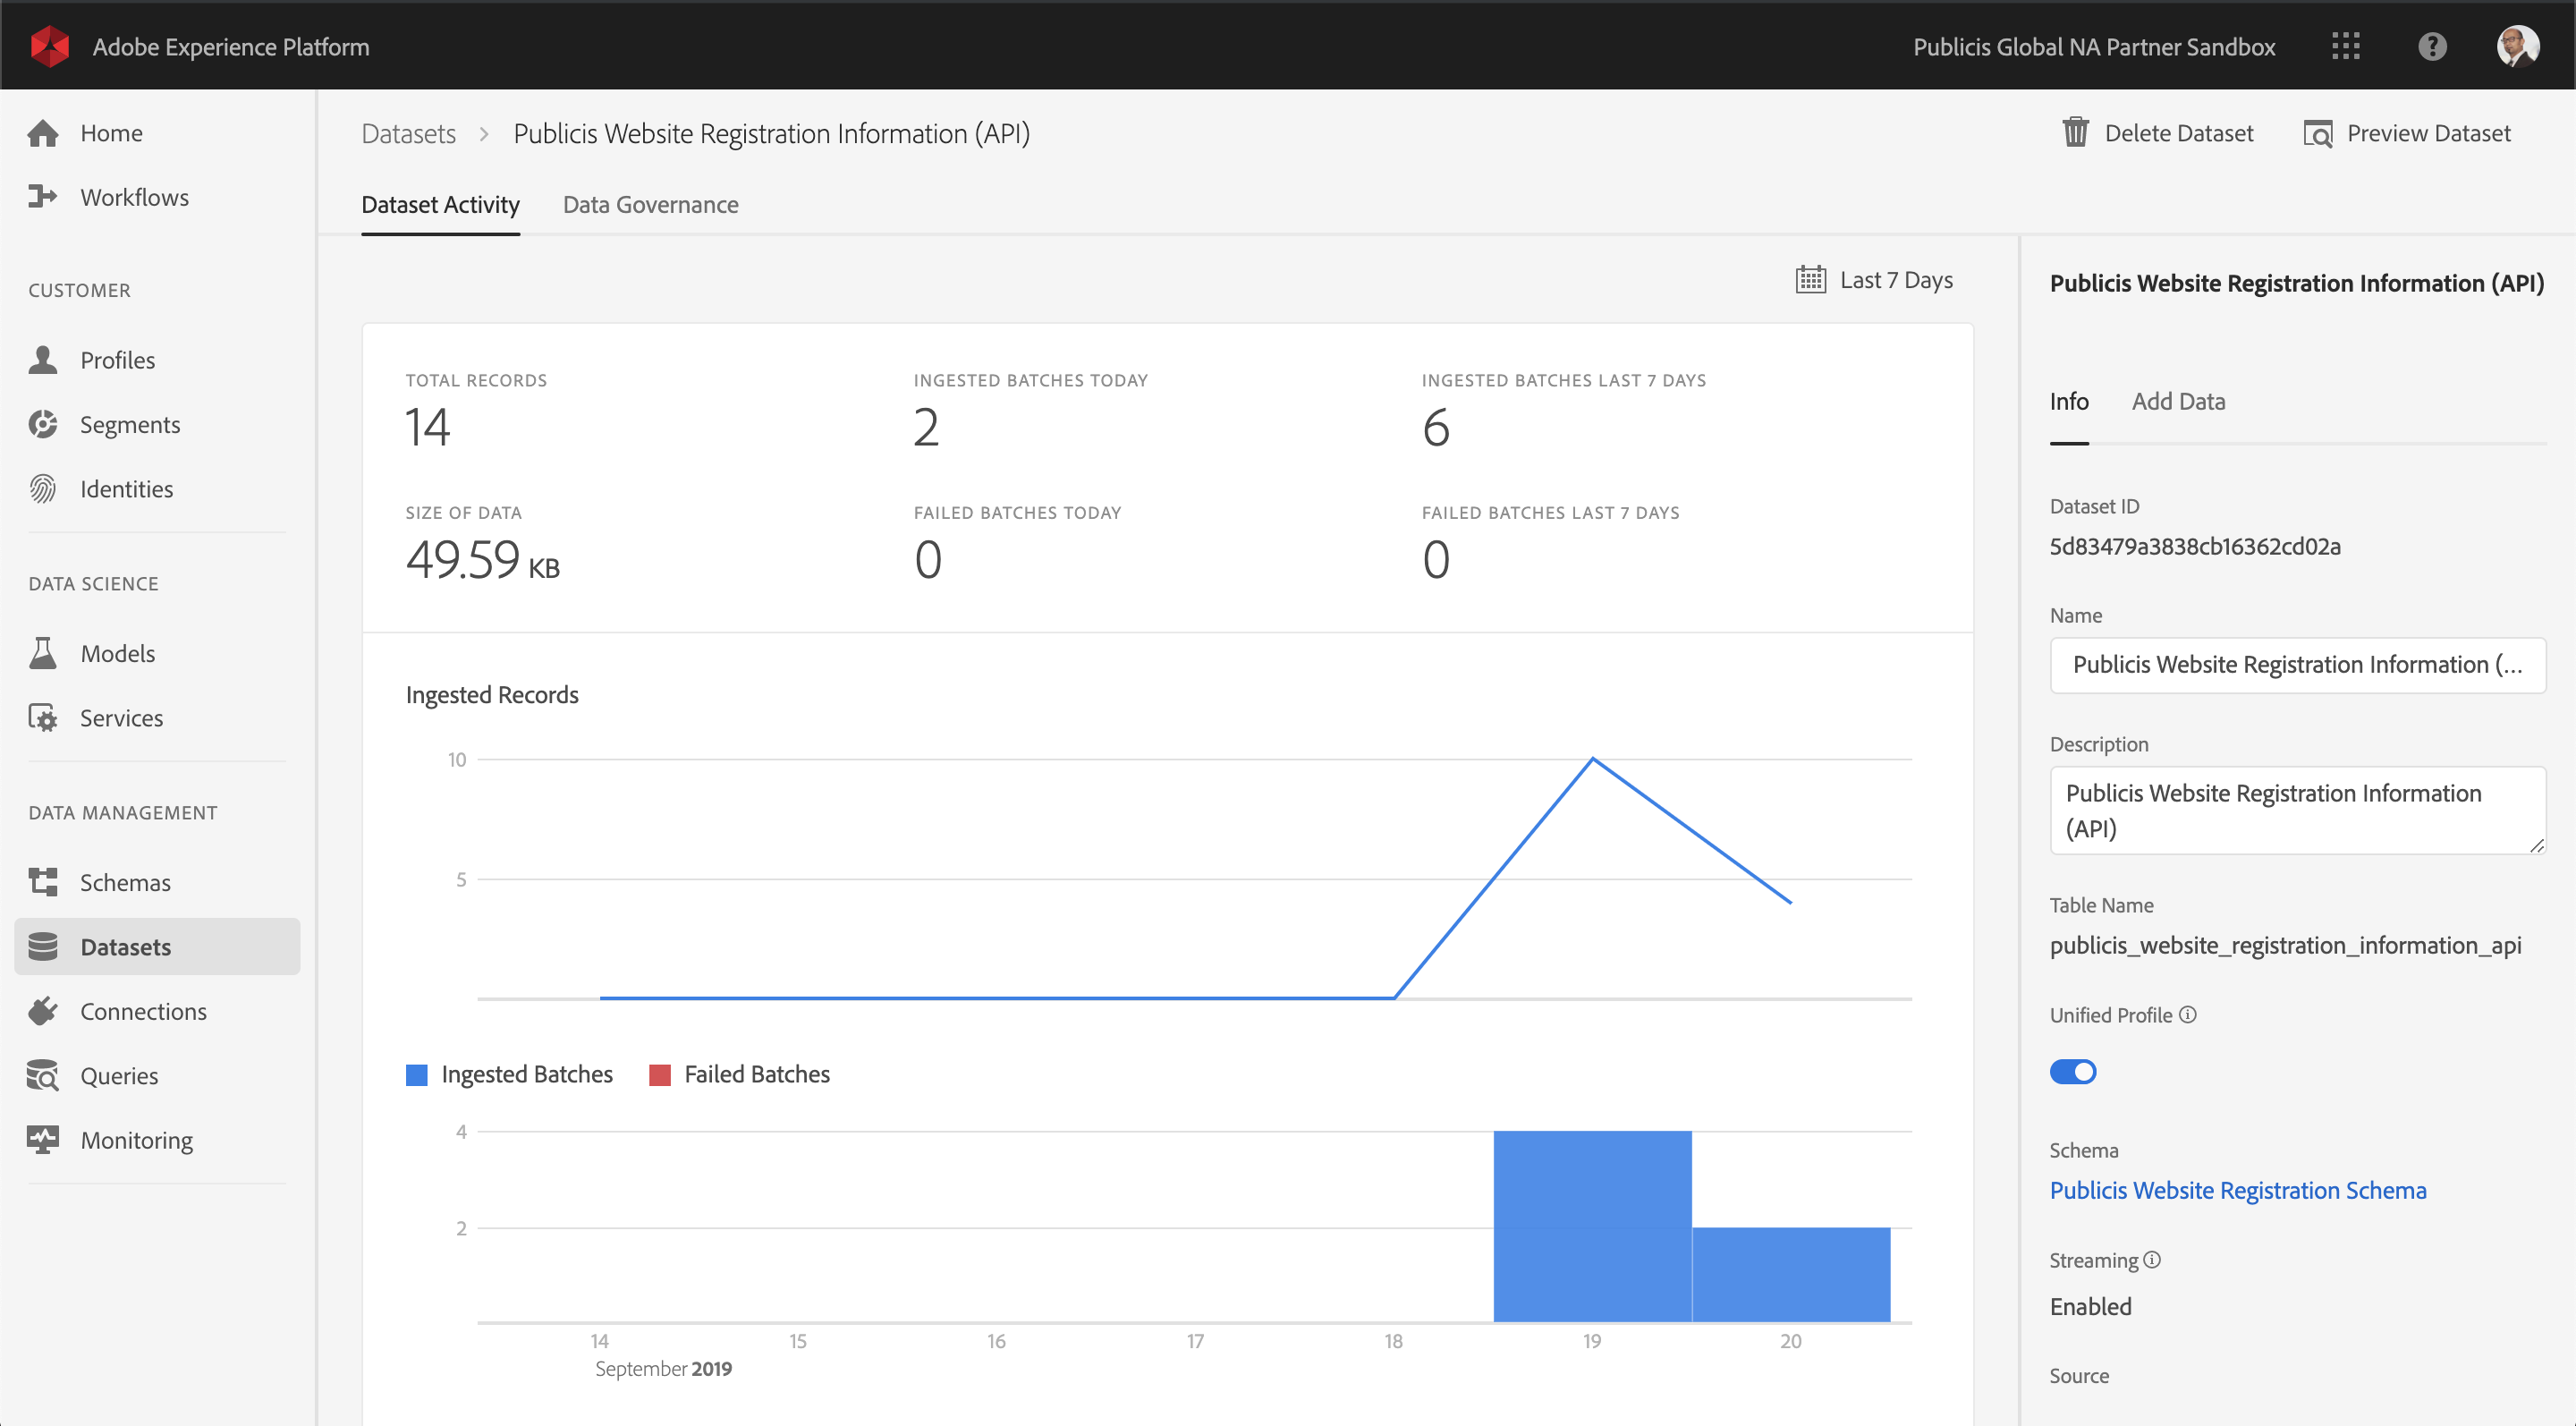 Adobe Experience Platform
Publicis Global NA Partner Sandbox
Home
Workflows
CUSTOMER
Profiles
Segments
Identities
DATA SCIENCE
Models
Services
DATA MANAGEMENT
Schemas
Datasets
Connections
Queries
Monitoring
Datasets > Publicis Website Registration Information (API)
Delete Dataset
Preview Dataset
Dataset Activity
Data Governance
Last 7 Days
TOTAL RECORDS
14
INGESTED BATCHES TODAY
2
INGESTED BATCHES LAST 7 DAYS
6
SIZE OF DATA
49.59 KB
FAILED BATCHES TODAY
0
FAILED BATCHES LAST 7 DAYS
0
Ingested Records
10
5
Ingested Batches
Failed Batches
4
2
14 15 16 17 18 19 20
September 2019
Publicis Website Registration Information (API)
Info
Add Data
Dataset ID
5d83479a3838cb16362cd02a
Name
Publicis Website Registration Information (...
Description
Publicis Website Registration Information
(API)
Table Name
publicis_website_registration_information_api
Unified Profile
Schema
Publicis Website Registration Schema
Streaming
Enabled
Source